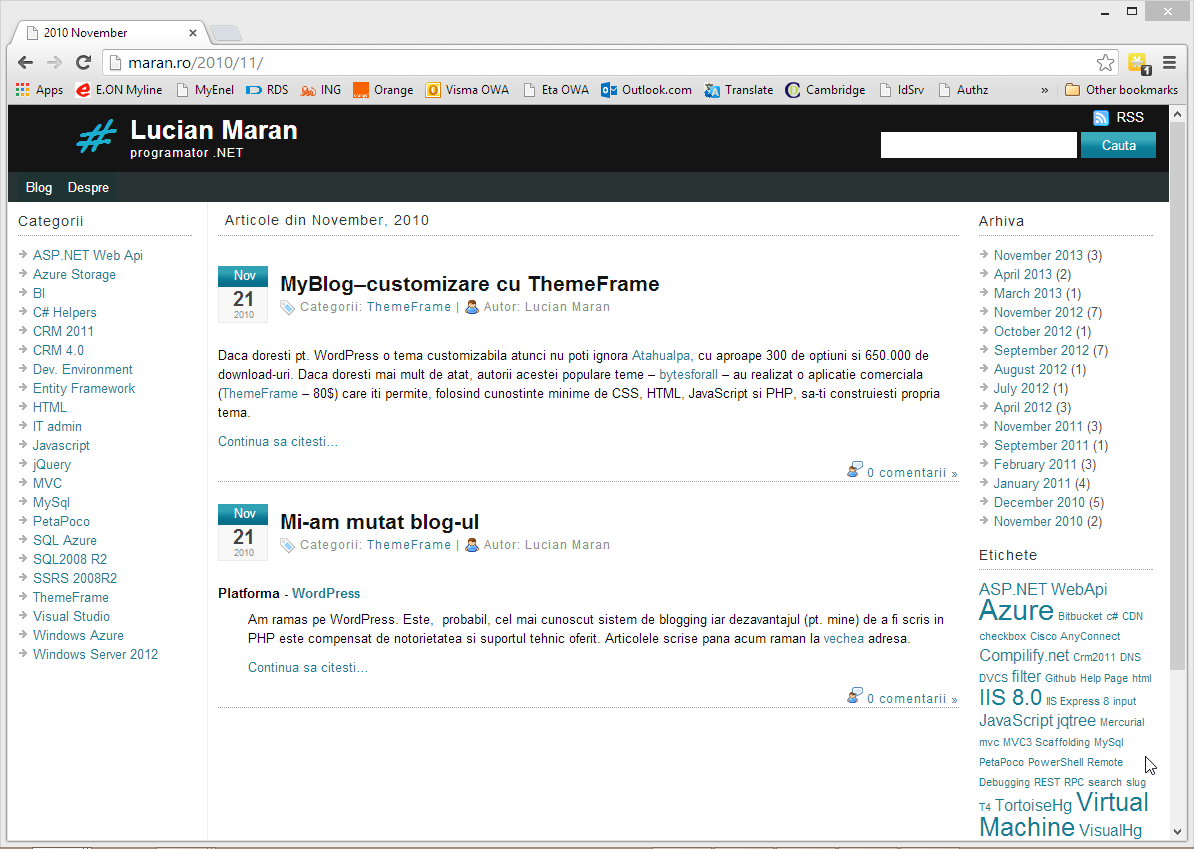 2010 November
maran.ro/2010/11/
1
Apps E.ON Myline MyEnel RDS ING Orange Visma OWA Eta OWA Outlook.com Translate Cambridge IdSrv Authz » Other bookmarks
Lucian Maran
programator .NET
RSS
Cauta
Blog Despre
Categorii
ASP.NET Web Api
Azure Storage
BI
C# Helpers
CRM 2011
CRM 4.0
Dev. Environment
Entity Framework
HTML
IT admin
Javascript
jQuery
MVC
MySql
PetaPoco
SQL Azure
SQL2008 R2
SSRS 2008R2
ThemeFrame
Visual Studio
Windows Azure
Windows Server 2012
Articole din November, 2010
Nov
21
2010
MyBlog–customizare cu ThemeFrame
Categorii: ThemeFrame | Autor: Lucian Maran
Daca doresti pt. WordPress o tema customizabila atunci nu poti ignora Atahualpa, cu aproape 300 de optiuni si 650.000 de
download-uri. Daca doresti mai mult de atat, autorii acestei populare teme – bytesforall – au realizat o aplicatie comerciala
(ThemeFrame – 80$) care iti permite, folosind cunostinte minime de CSS, HTML, JavaScript si PHP, sa-ti construiesti propria
tema.
Continua sa citesti…
0 comentarii »
Nov
21
2010
Mi-am mutat blog-ul
Categorii: ThemeFrame | Autor: Lucian Maran
Platforma - WordPress
Am ramas pe WordPress. Este, probabil, cel mai cunoscut sistem de blogging iar dezavantajul (pt. mine) de a fi scris in
PHP este compensat de notorietatea si suportul tehnic oferit. Articolele scrise pana acum raman la vechea adresa.
Continua sa citesti…
0 comentarii »
Arhiva
November 2013 (3)
April 2013 (2)
March 2013 (1)
November 2012 (7)
October 2012 (1)
September 2012 (7)
August 2012 (1)
July 2012 (1)
April 2012 (3)
November 2011 (3)
September 2011 (1)
February 2011 (3)
January 2011 (4)
December 2010 (5)
November 2010 (2)
Etichete
ASP.NET WebApi
Azure Bitbucket c# CDN
checkbox Cisco AnyConnect
Compilify.net Crm2011 DNS
DVCS filter Github Help Page html
IIS 8.0 IIS Express 8 input
JavaScript jqtree Mercurial
mvc MVC3 Scaffolding MySql
PetaPoco PowerShell Remote
Debugging REST RPC search slug
T4 TortoiseHg Virtual
Machine VisualHg